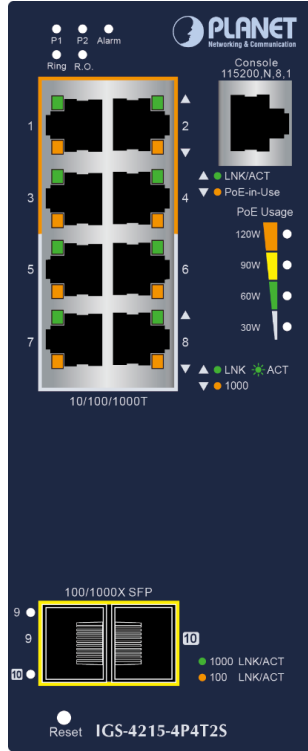 P1 P2 Alarm
Ring R.O.
PLANET
Networking & Communication
Console
115200,N,8,1
1 2
LNK/ACT
3 4
PoE-in-Use
PoE Usage
120W
90W
5 6
60W
30W
7 8
LNK ACT
1000
10/100/1000T
100/1000X SFP
9
9 10
10
1000 LNK/ACT
100 LNK/ACT
Reset
IGS-4215-4P4T2S